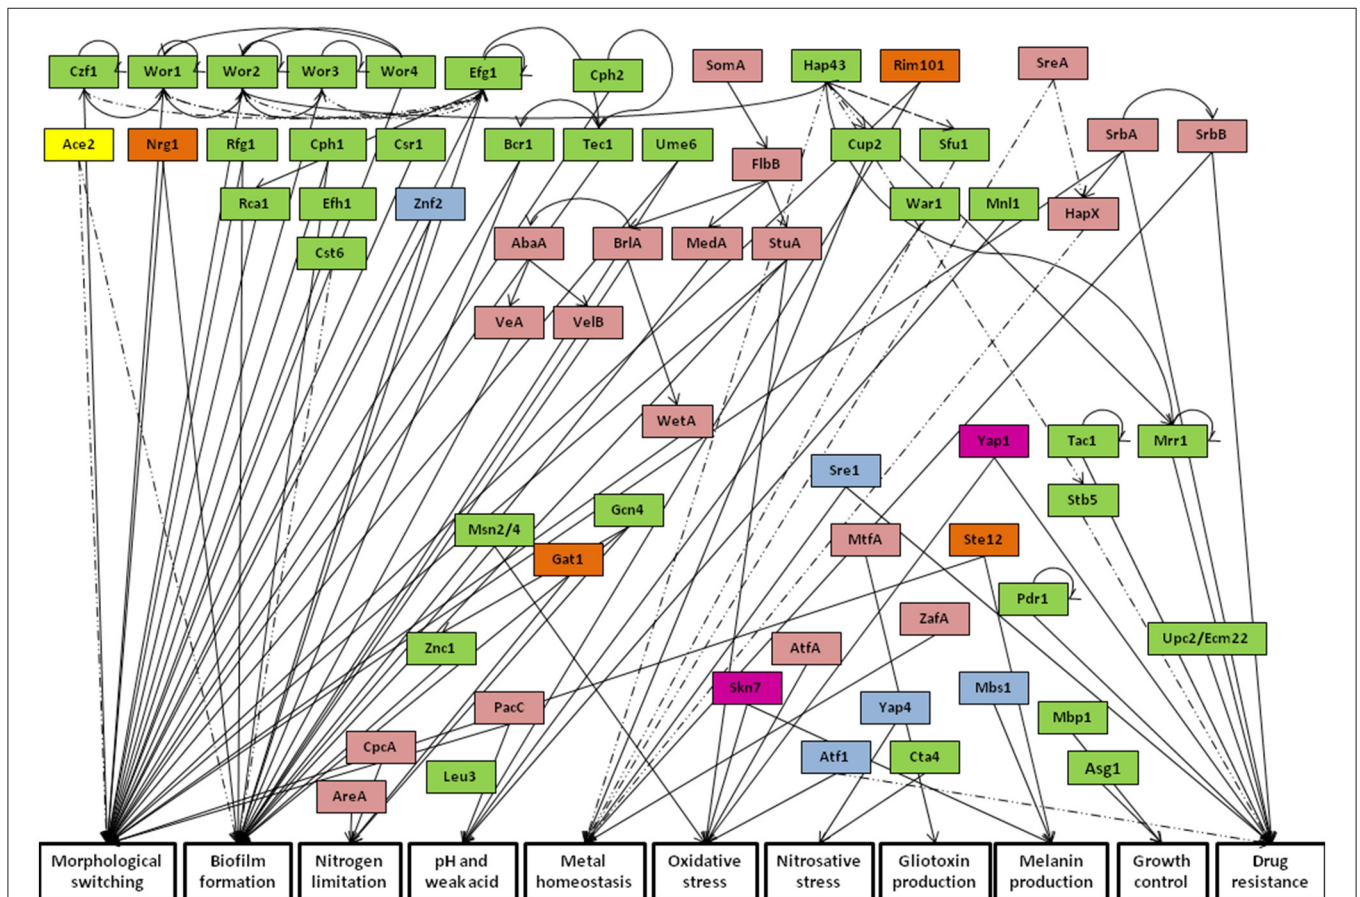 Czf1
Wor1
Wor2
Wor3
Wor4
Efg1
Cph2
SomA
Hap43
Rim101
SreA
Ace2
Nrg1
Rfg1
Cph1
Csr1
Bcr1
Tec1
Ume6
FlbB
Cup2
Sfu1
SrbA
SrbB
Rca1
Efh1
Znf2
War1
Mnl1
HapX
Cst6
AbaA
BrlA
MedA
StuA
VeA
VelB
WetA
Yap1
Tac1
Mrr1
Sre1
Stb5
Msn2/4
Gcn4
Gat1
MtfA
Ste12
Pdr1
ZafA
Znc1
AtfA
Upc2/Ecm22
PacC
Skn7
Yap4
Mbs1
Mbp1
CpcA
Leu3
Atf1
Cta4
Asg1
AreA
Morphological
switching
Biofilm
formation
Nitrogen
limitation
pH and
weak acid
Metal
homeostasis
Oxidative
stress
Nitrosative
stress
Gliotoxin
production
Melanin
production
Growth
control
Drug
resistance